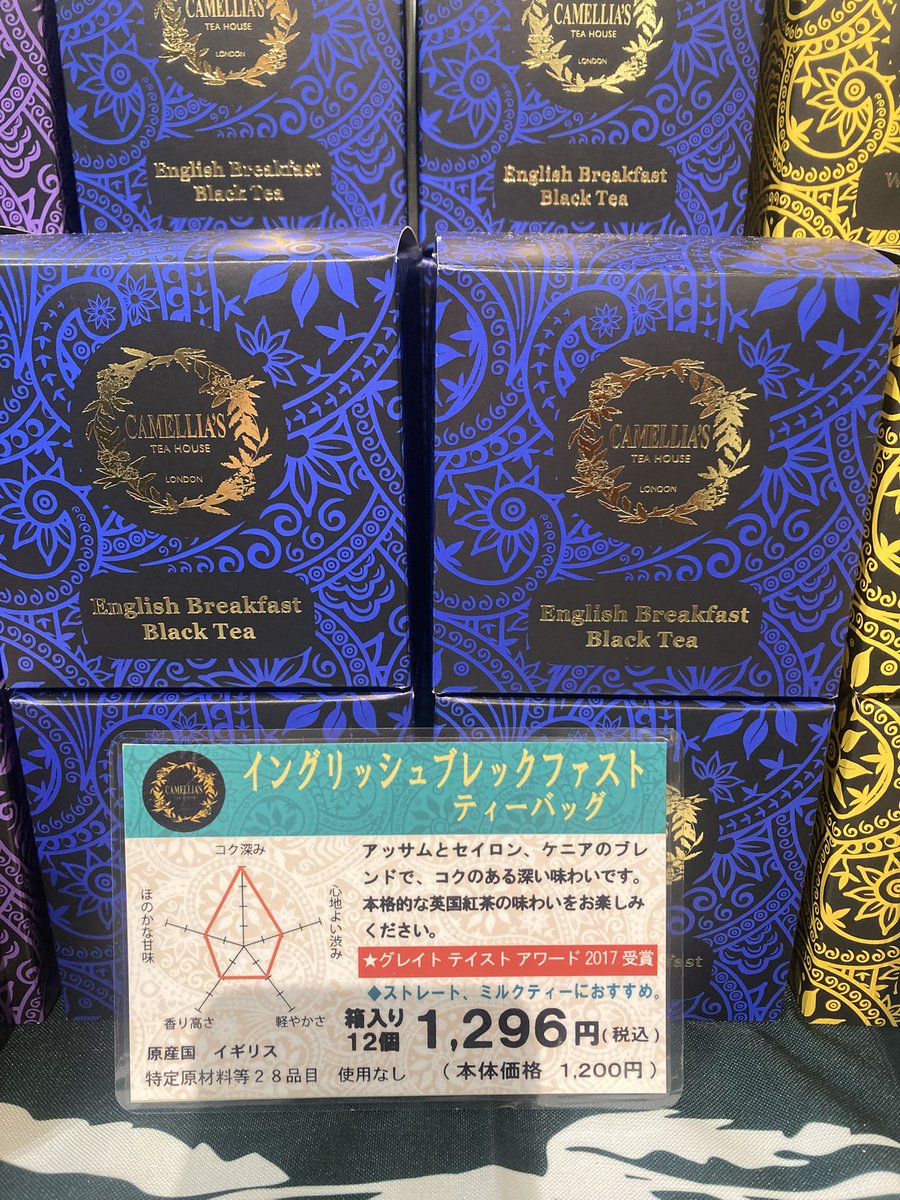 CAMELLIA'S
TEA HOUSE
LONDON
English Breakfast
Black Tea
CAMELLIA'S
TEA HOUSE
LONDON
English Breakfast
Black Tea
CAMELLIA'S
TEA HOUSE
LONDON
English Breakfast
Black Tea
CAMELLIA'S
TEA HOUSE
LONDON
English Breakfast
Black Tea
CAMELLIA'S
イングリッシュブレックファスト
ティーバッグ
コク深み
心地よい渋み
軽やかさ
香り高さ
ほのかな甘味
アッサムとセイロン、ケニアのブレ
ンドで、コクのある深い味わいです。
本格的な英国紅茶の味わいをお楽しみ
ください。
★グレイト テイスト アワード 2017 受賞
◆ストレート、ミルクティーにおすすめ。
箱入り
12個 1,296円(税込)
原産国 イギリス
特定原材料等28品目 使用なし (本体価格 1,200円)